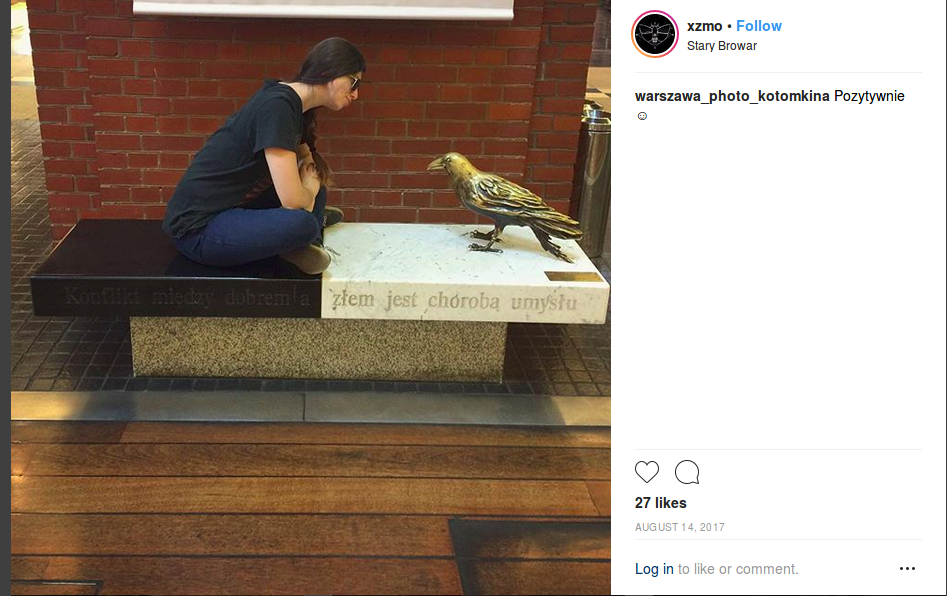 xzmo • Follow
Stary Browar
warszawa_photo_kotomkina Pozytywnie
☺
Konflikt między dobrem a złem jest chorobą umysłu
27 likes
AUGUST 14, 2017
Log in to like or comment.